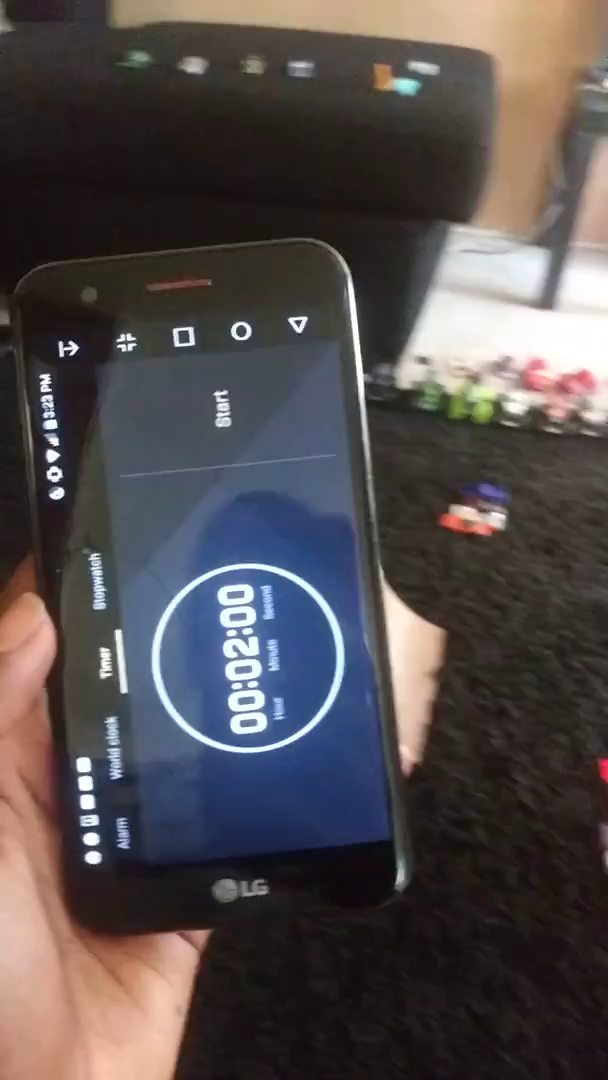 3:23 PM
Alarm
World clock
Timer
Stopwatch
00:02:00
Hour Minute Second
Start
LG